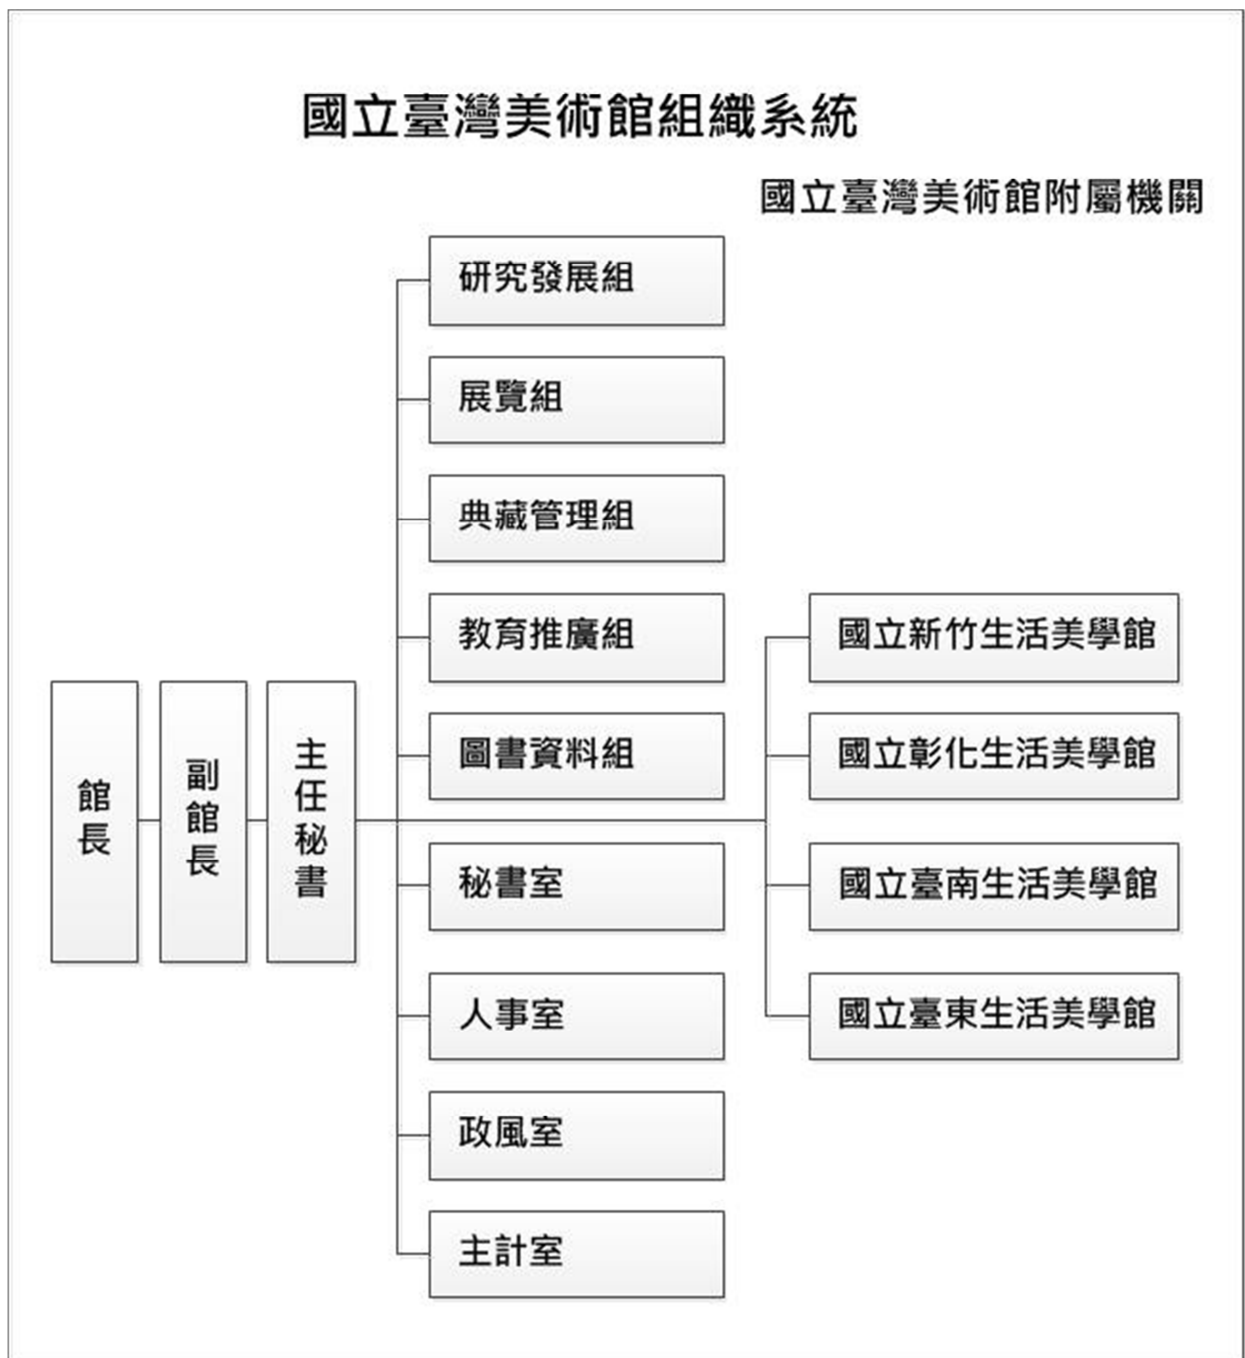 國立臺灣美術館組織系統
國立臺灣美術館附屬機關
館長
副館長
主任秘書
研究發展組
展覽組
典藏管理組
教育推廣組
圖書資料組
秘書室
人事室
政風室
主計室
國立新竹生活美學館
國立彰化生活美學館
國立臺南生活美學館
國立臺東生活美學館